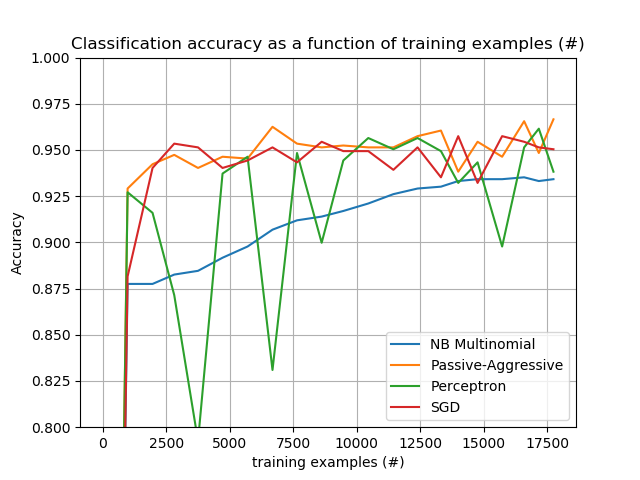 Classification accuracy as a function of training examples (#)
1.000
0.975
0.950
0.925
0.900
0.875
0.850
0.825
0.800
Accuracy
NB Multinomial
Passive-Aggressive
Perceptron
SGD
0 2500 5000 7500 10000 12500 15000 17500
training examples (#)